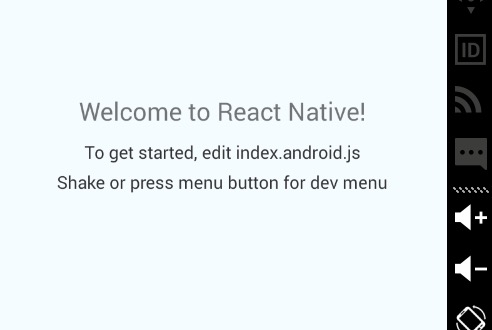 Welcome to React Native!
To get started, edit index.android.js
Shake or press menu button for dev menu
ID